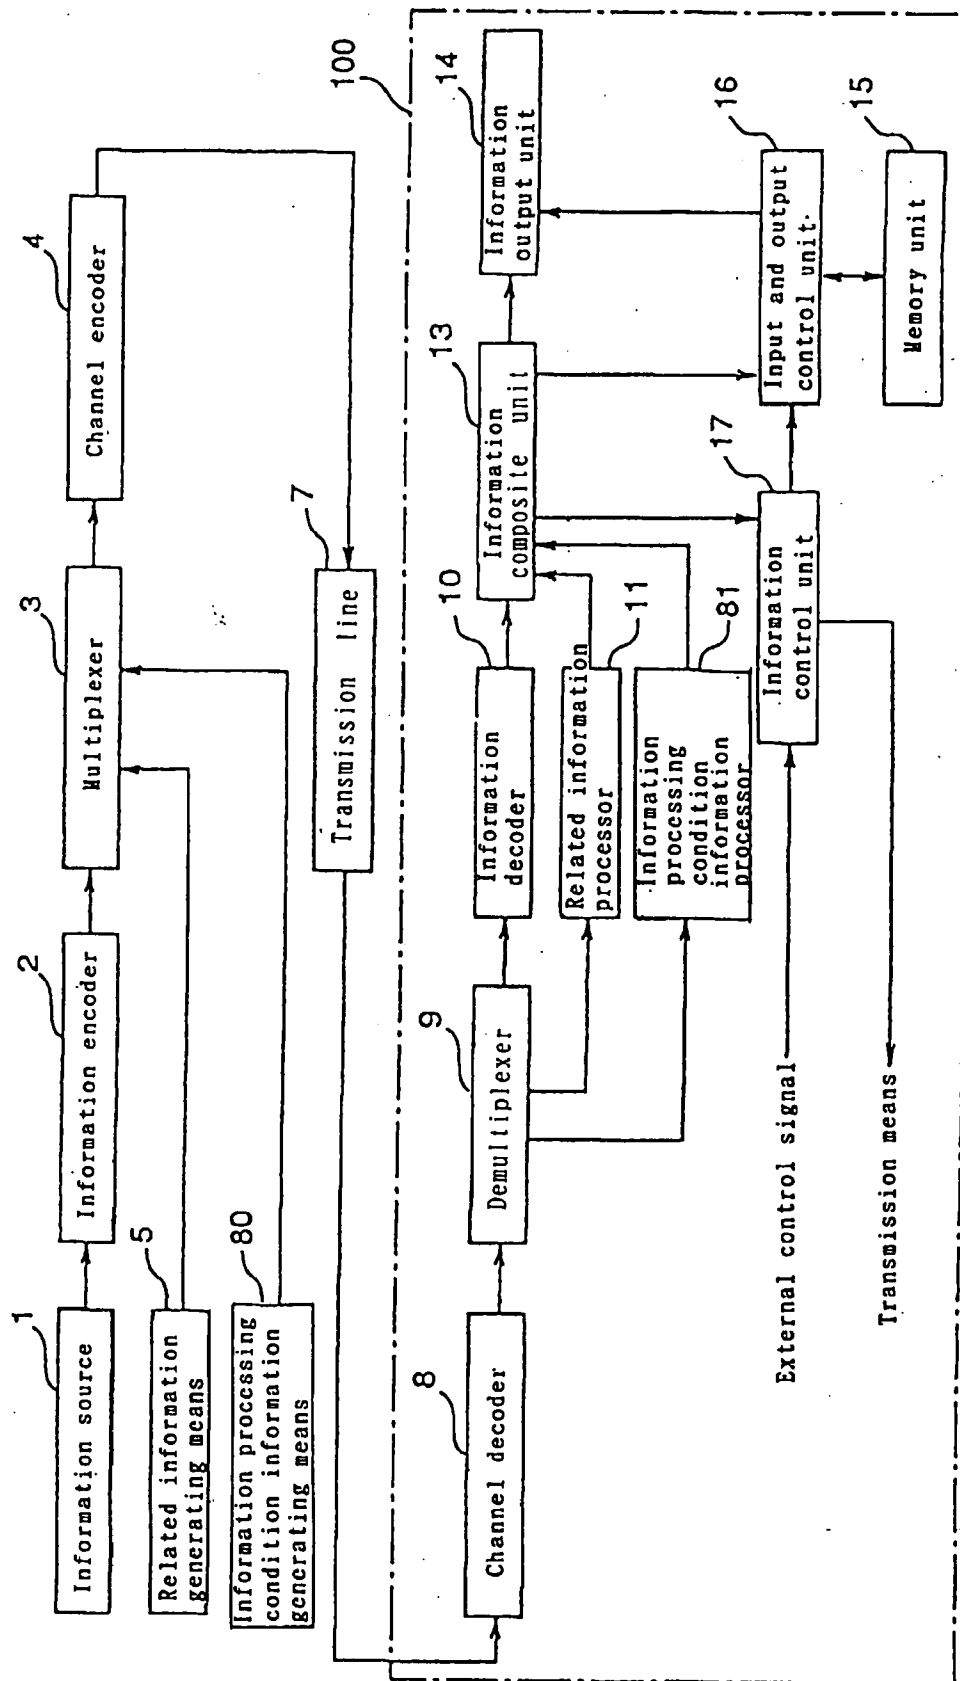 1
Information source
2
Information encoder
3
Multiplexer
4
Channel encoder
5
Related information
generating means
80
Information processing
condition information
generating means
7
Transmission line
100
8
Channel decoder
9
Demultiplexer
10
Information
decoder
11
Related information
processor
81
Information
processing
condition
information
processor
13
Information
composite unit
14
Information
output unit
17
Information
control unit
16
Input and output
control unit
15
Memory unit
External control signal
Transmission means